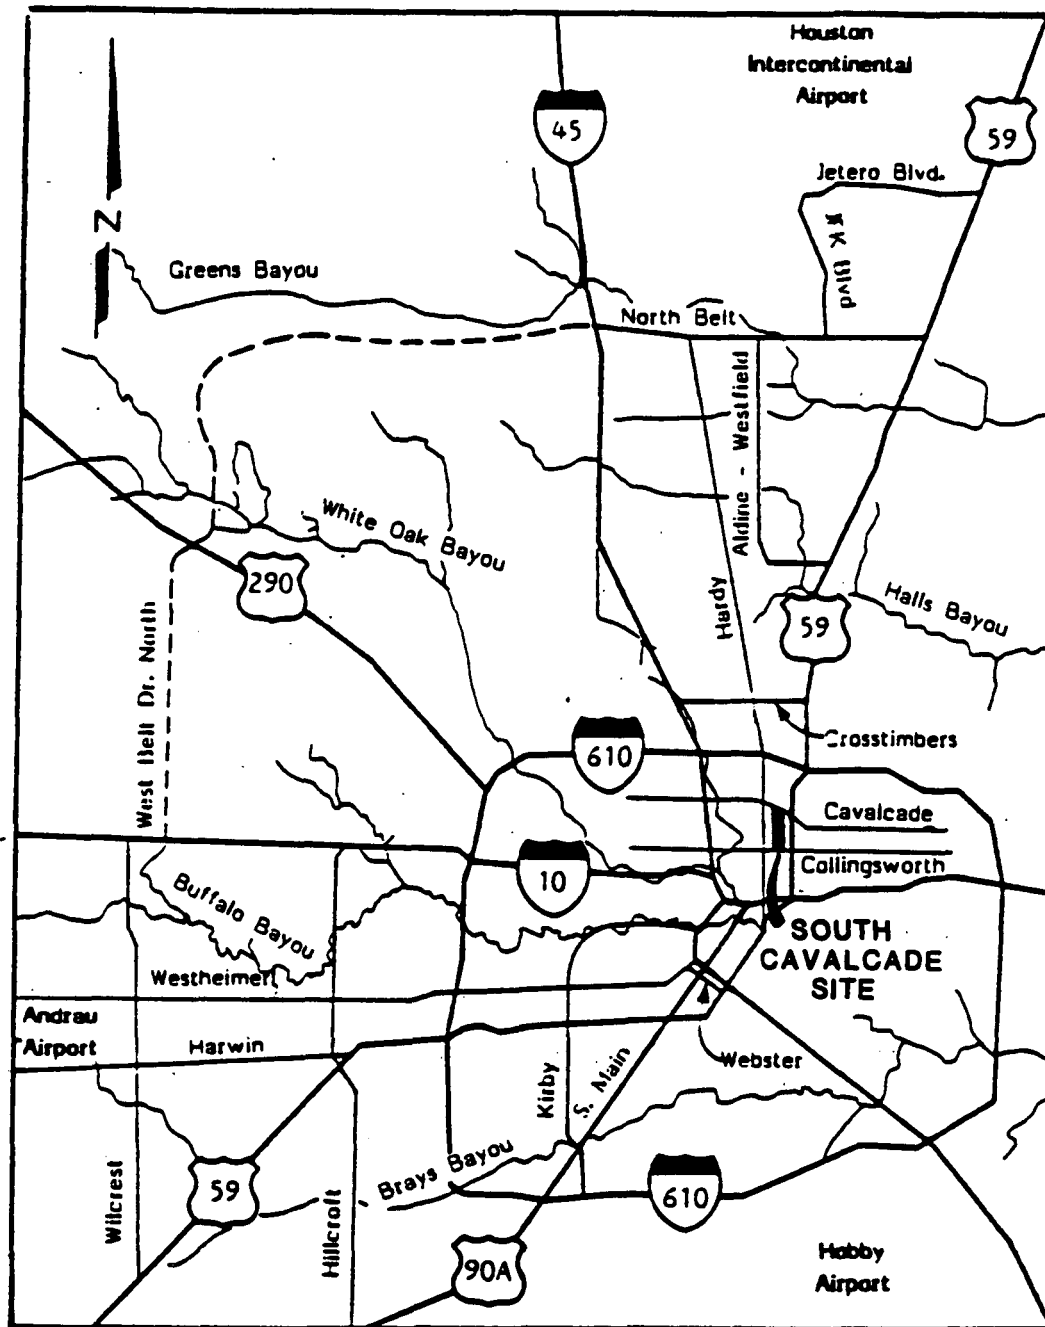 Houston
Intercontinental
Airport
45
59
Jetero Blvd.
N
K Blvd
Greens Bayou
North Belt
Aldine - Westfield
White Oak Bayou
290
Hardy
59
Halls Bayou
West Belt Dr. North
Crosstimbers
610
Cavalcade
Collingsworth
10
Buffalo Bayou
SOUTH
CAVALCADE
SITE
Westheimer
Andrau
Airport
Harwin
Webster
Kirby
S. Main
Brays Bayou
Wilcrest
59
Hillcroft
610
90A
Hobby
Airport